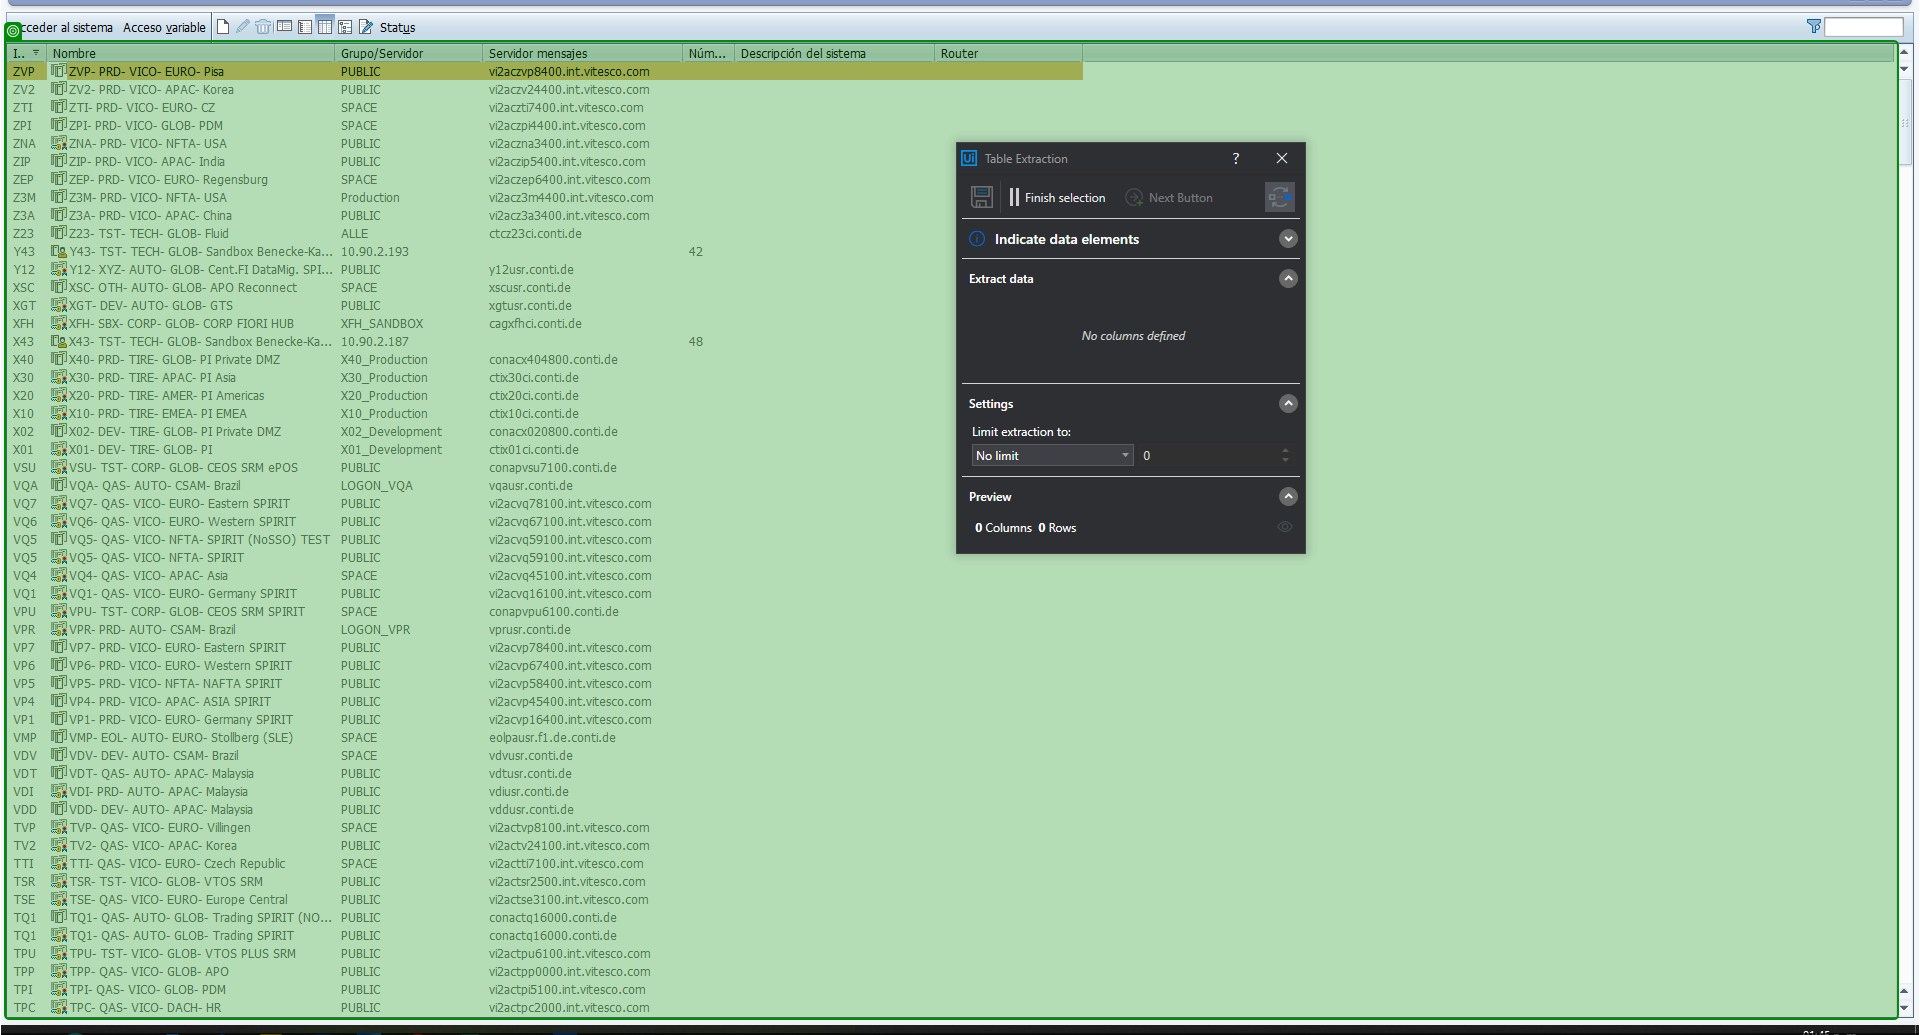 cceder al sistema Acceso variable Status
I.. Nombre Grupo/Servidor Servidor mensajes Núm... Descripción del sistema Router
ZVP ZVP- PRD- VICO- EURO- Pisa PUBLIC vi2aczvp8400.int.vitesco.com
ZV2 ZV2- PRD- VICO- APAC- Korea PUBLIC vi2aczv24400.int.vitesco.com
ZTI ZTI- PRD- VICO- EURO- CZ SPACE vi2aczti7400.int.vitesco.com
ZPI ZPI- PRD- VICO- GLOB- PDM SPACE vi2aczpi4400.int.vitesco.com
ZNA ZNA- PRD- VICO- NFTA- USA PUBLIC vi2aczna3400.int.vitesco.com
ZIP ZIP- PRD- VICO- APAC- India PUBLIC vi2aczip5400.int.vitesco.com
ZEP ZEP- PRD- VICO- EURO- Regensburg SPACE vi2aczep6400.int.vitesco.com
Z3M Z3M- PRD- VICO- NFTA- USA Production vi2acz3m4400.int.vitesco.com
Z3A Z3A- PRD- VICO- APAC- China PUBLIC vi2acz3a3400.int.vitesco.com
Z23 Z23- TST- TECH- GLOB- Fluid ALLE ctcz23ci.conti.de
Y43 Y43- TST- TECH- GLOB- Sandbox Benecke-Ka... 10.90.2.193 42
Y12 Y12- XYZ- AUTO- GLOB- Cent.FI DataMig. SPI... PUBLIC y12usr.conti.de
XSC XSC- OTH- AUTO- GLOB- APO Reconnect SPACE xscusr.conti.de
XGT XGT- DEV- AUTO- GLOB- GTS PUBLIC xgtusr.conti.de
XFH XFH- SBX- CORP- GLOB- CORP FIORI HUB XFH_SANDBOX cagxfhci.conti.de
X43 X43- TST- TECH- GLOB- Sandbox Benecke-Ka... 10.90.2.187 48
X40 X40- PRD- TIRE- GLOB- PI Private DMZ X40_Production conacx404800.conti.de
X30 X30- PRD- TIRE- APAC- PI Asia X30_Production ctix30ci.conti.de
X20 X20- PRD- TIRE- AMER- PI Americas X20_Production ctix20ci.conti.de
X10 X10- PRD- TIRE- EMEA- PI EMEA X10_Production ctix10ci.conti.de
X02 X02- DEV- TIRE- GLOB- PI Private DMZ X02_Development conacx020800.conti.de
X01 X01- DEV- TIRE- GLOB- PI X01_Development ctix01ci.conti.de
VSU VSU- TST- CORP- GLOB- CEOS SRM ePOS PUBLIC conapvsu7100.conti.de
VQA VQA- QAS- AUTO- CSAM- Brazil LOGON_VQA vqausr.conti.de
VQ7 VQ7- QAS- VICO- EURO- Eastern SPIRIT PUBLIC vi2acvq78100.int.vitesco.com
VQ6 VQ6- QAS- VICO- EURO- Western SPIRIT PUBLIC vi2acvq67100.int.vitesco.com
VQ5 VQ5- QAS- VICO- NFTA- SPIRIT (NoSSO) TEST PUBLIC vi2acvq59100.int.vitesco.com
VQ5 VQ5- QAS- VICO- NFTA- SPIRIT PUBLIC vi2acvq59100.int.vitesco.com
VQ4 VQ4- QAS- VICO- APAC- Asia SPACE vi2acvq45100.int.vitesco.com
VQ1 VQ1- QAS- VICO- EURO- Germany SPIRIT PUBLIC vi2acvq16100.int.vitesco.com
VPU VPU- TST- CORP- GLOB- CEOS SRM SPIRIT SPACE conapvpu6100.conti.de
VPR VPR- PRD- AUTO- CSAM- Brazil LOGON_VPR vprusr.conti.de
VP7 VP7- PRD- VICO- EURO- Eastern SPIRIT PUBLIC vi2acvp78400.int.vitesco.com
VP6 VP6- PRD- VICO- EURO- Western SPIRIT PUBLIC vi2acvp67400.int.vitesco.com
VP5 VP5- PRD- VICO- NFTA- NAFTA SPIRIT PUBLIC vi2acvp58400.int.vitesco.com
VP4 VP4- PRD- VICO- APAC- ASIA SPIRIT PUBLIC vi2acvp45400.int.vitesco.com
VP1 VP1- PRD- VICO- EURO- Germany SPIRIT PUBLIC vi2acvp16400.int.vitesco.com
VMP VMP- EOL- AUTO- EURO- Stollberg (SLE) SPACE eolpausr.f1.de.conti.de
VDV VDV- DEV- AUTO- CSAM- Brazil SPACE vdvusr.conti.de
VDT VDT- QAS- AUTO- APAC- Malaysia PUBLIC vdtusr.conti.de
VDI VDI- PRD- AUTO- APAC- Malaysia PUBLIC vdiusr.conti.de
VDD VDD- DEV- AUTO- APAC- Malaysia PUBLIC vddusr.conti.de
TVP TVP- QAS- VICO- EURO- Villingen SPACE vi2actvp8100.int.vitesco.com
TV2 TV2- QAS- VICO- APAC- Korea PUBLIC vi2actv24100.int.vitesco.com
TTI TTI- QAS- VICO- EURO- Czech Republic SPACE vi2actti7100.int.vitesco.com
TSR TSR- TST- VICO- GLOB- VTOS SRM PUBLIC vi2actsr2500.int.vitesco.com
TSE TSE- QAS- VICO- EURO- Europe Central PUBLIC vi2actse3100.int.vitesco.com
TQ1 TQ1- QAS- AUTO- GLOB- Trading SPIRIT (NO... PUBLIC conactq16000.conti.de
TQ1 TQ1- QAS- AUTO- GLOB- Trading SPIRIT PUBLIC conactq16000.conti.de
TPU TPU- TST- VICO- GLOB- VTOS PLUS SRM PUBLIC vi2actpu6100.int.vitesco.com
TPP TPP- QAS- VICO- GLOB- APO PUBLIC vi2actpp0000.int.vitesco.com
TPI TPI- QAS- VICO- GLOB- PDM PUBLIC vi2actpi5100.int.vitesco.com
TPC TPC- QAS- VICO- DACH- HR PUBLIC vi2actpc2000.int.vitesco.com
Ui Table Extraction ?
Finish selection Next Button
Indicate data elements
Extract data
No columns defined
Settings
Limit extraction to:
No limit 0
Preview
0 Columns 0 Rows